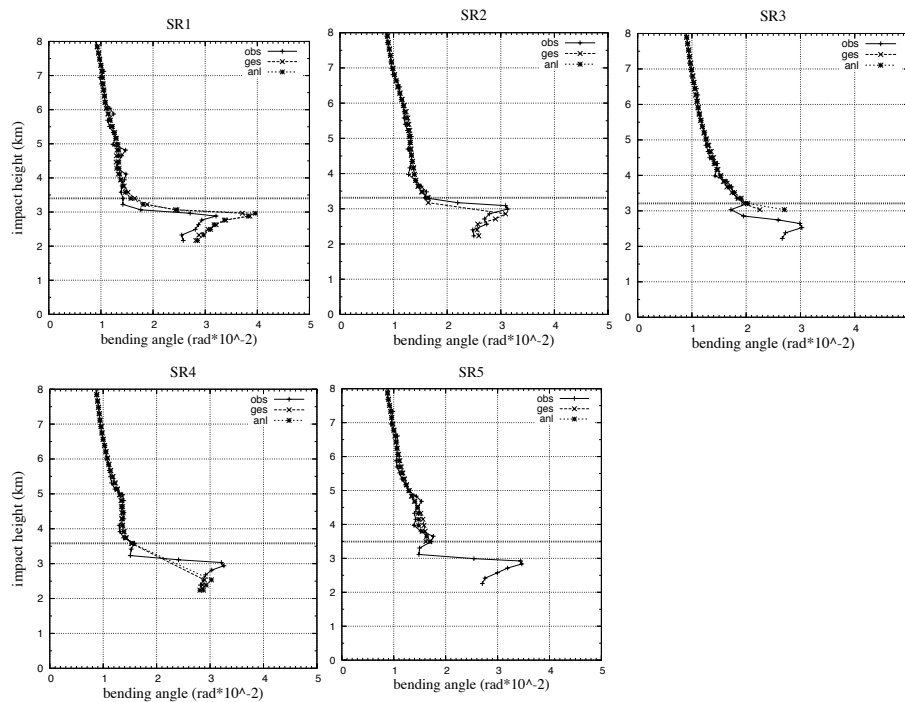 SR1
8
7
6
5
4
3
2
1
0
impact height (km)
obs
ges
anl
0 1 2 3 4 5
bending angle (rad*10^-2)
SR2
8
7
6
5
4
3
2
1
0
obs
ges
anl
0 1 2 3 4 5
bending angle (rad*10^-2)
SR3
8
7
6
5
4
3
2
1
0
obs
ges
anl
0 1 2 3 4
bending angle (rad*10^-2)
SR4
8
7
6
5
4
3
2
1
0
impact height (km)
obs
ges
anl
0 1 2 3 4 5
bending angle (rad*10^-2)
SR5
8
7
6
5
4
3
2
1
0
obs
ges
anl
0 1 2 3 4 5
bending angle (rad*10^-2)